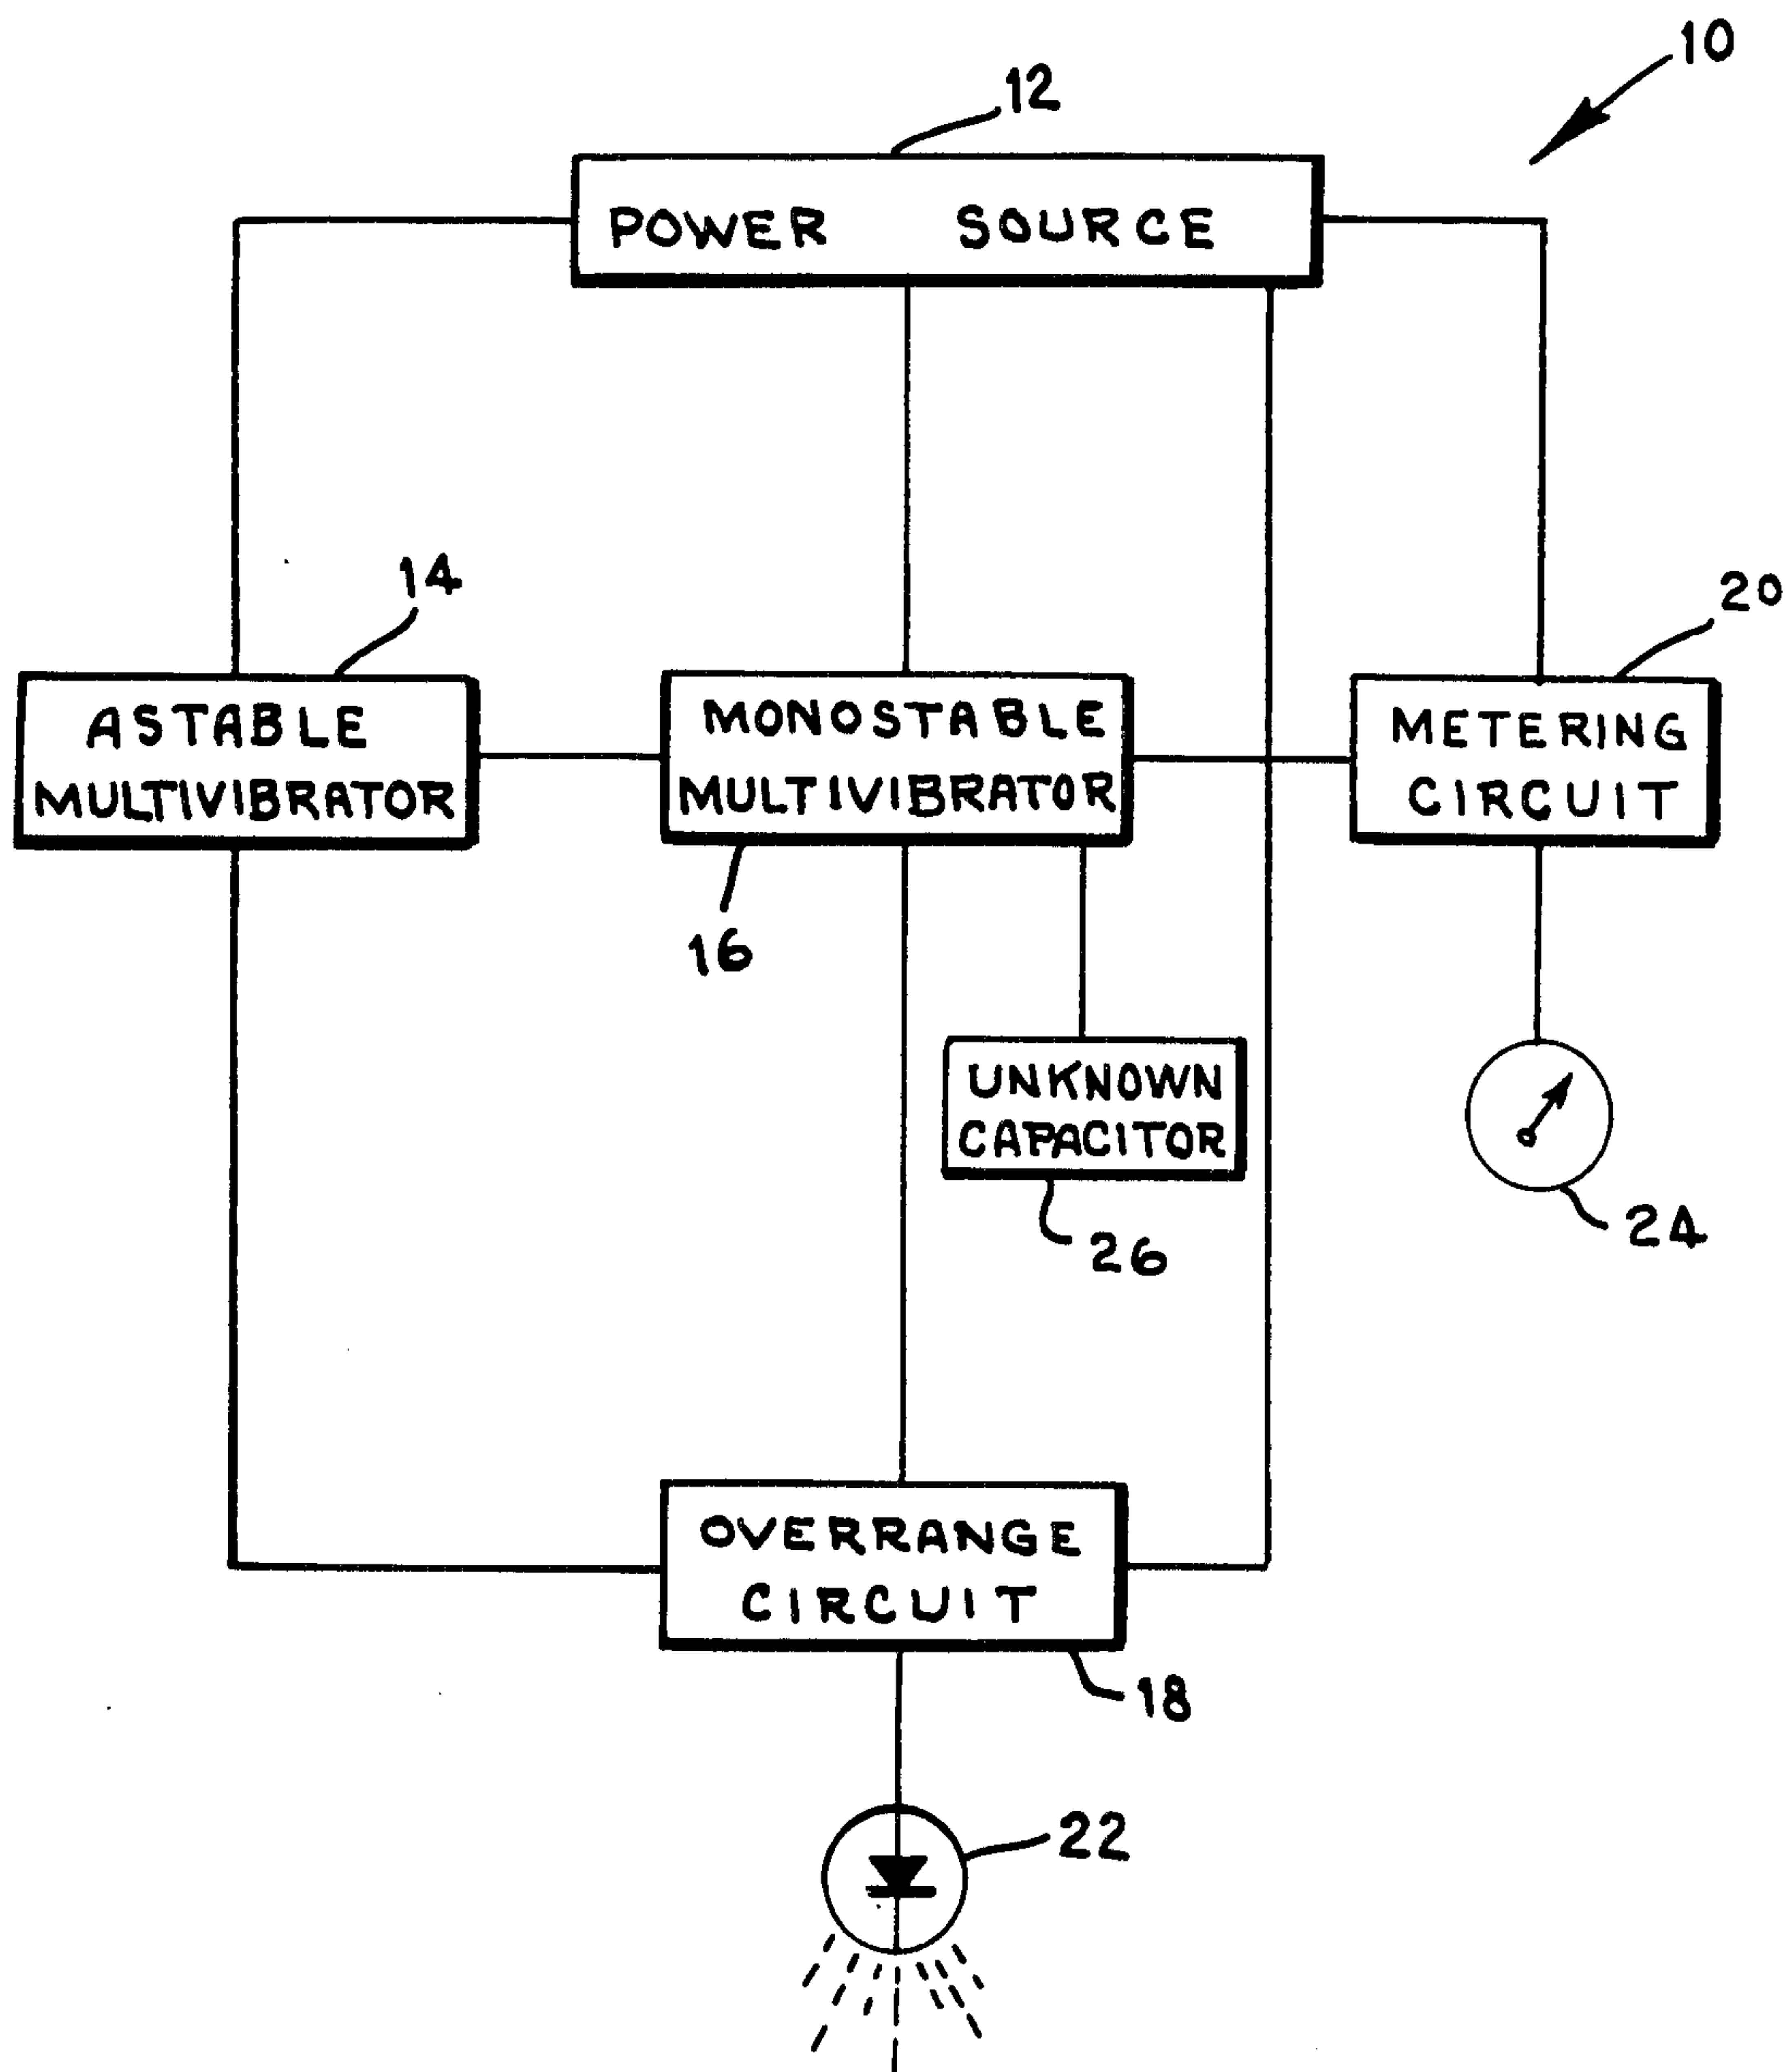 10
12
POWER SOURCE
14
20
ASTABLE
MULTIVIBRATOR
MONOSTABLE
MULTIVIBRATOR
METERING
CIRCUIT
16
UNKNOWN
CAPACITOR
24
26
OVERRANGE
CIRCUIT
18
22